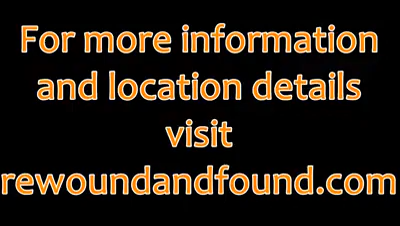 For more information
and location details
visit
rewoundandfound.com